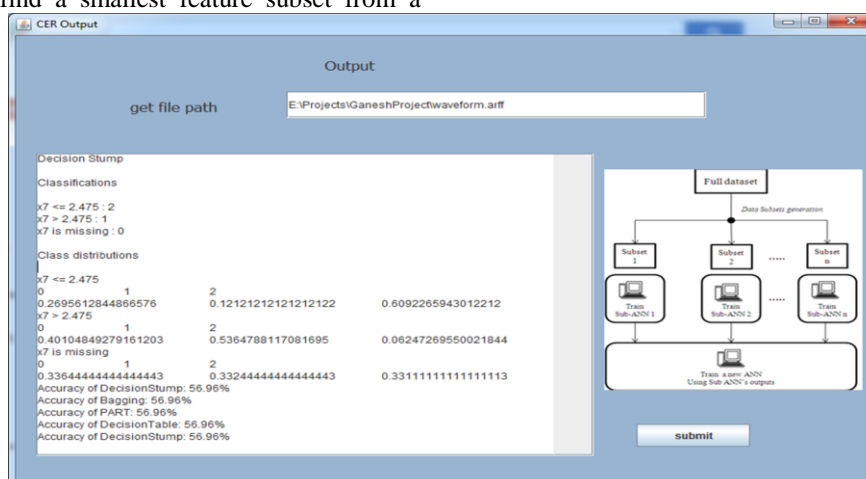 find a smallest feature subset from a
CER Output
Output
get file path
E:\Projects\GaneshProject\waveform.arff
Decision Stump
Classifications
x7 <= 2.475 : 2
x7 > 2.475 : 1
x7 is missing : 0
Class distributions
x7 <= 2.475
0 1 2
0.2695612844866576 0.12121212121212122 0.6092265943012212
x7 > 2.475
0 1 2
0.40104849279161203 0.5364788117081695 0.06247269550021844
x7 is missing
0 1 2
0.33644444444444443 0.33244444444444443 0.33111111111111113
Accuracy of DecisionStump: 56.96%
Accuracy of Bagging: 56.96%
Accuracy of PART: 56.96%
Accuracy of DecisionTable: 56.96%
Accuracy of DecisionStump: 56.96%
Full dataset
Data Subsets generation
Subset 1
Subset 2
.....
Subset n
Train Sub-ANN 1
Train Sub-ANN 2
.....
Train Sub-ANN n
Train a new ANN
Using Sub ANN's outputs
submit